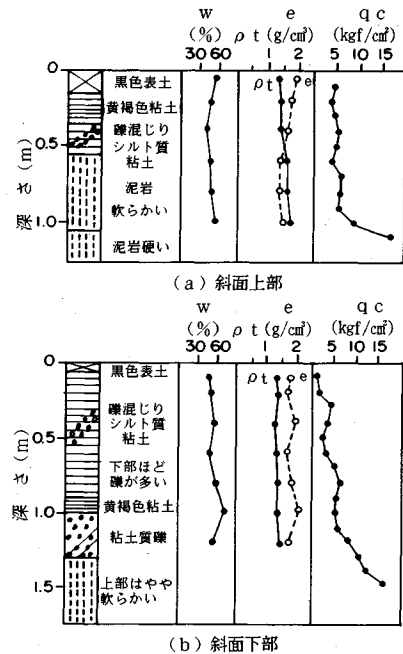 w
(%)
30 60
e
ρt(g/cm³)
1 2
qc
(kgf/cm²)
5 10 15
深さ(m)
0
0.5
1.0
ρt
e
黒色表土
黄褐色粘土
礫混じり
シルト質
粘土
泥岩
軟らかい
泥岩硬い
(a)斜面上部
w
(%)
30 60
e
ρt(g/cm³)
1 2
qc
(kgf/cm²)
5 10 15
深さ(m)
0
0.5
1.0
1.5
ρt
e
黒色表土
礫混じり
シルト質
粘土
下部ほど
礫が多い
黄褐色粘土
粘土質礫
上部はやや
軟らかい
(b)斜面下部